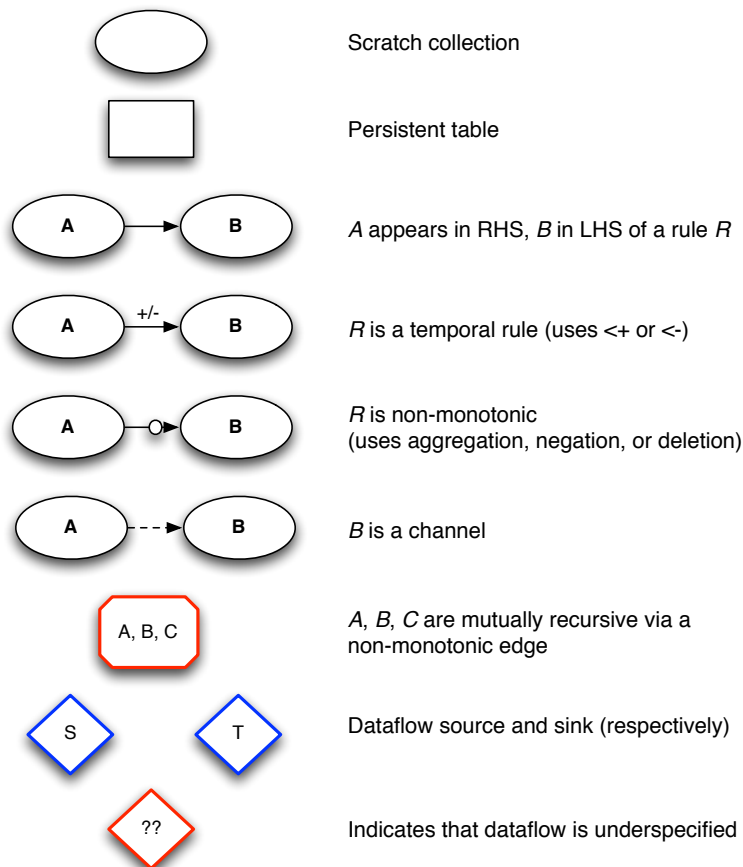 Scratch collection
Persistent table
A B A appears in RHS, B in LHS of a rule R
+/-
A B R is a temporal rule (uses <+ or <-)
A B R is non-monotonic
(uses aggregation, negation, or deletion)
A B B is a channel
A, B, C A, B, C are mutually recursive via a
non-monotonic edge
S T Dataflow source and sink (respectively)
?? Indicates that dataflow is underspecified